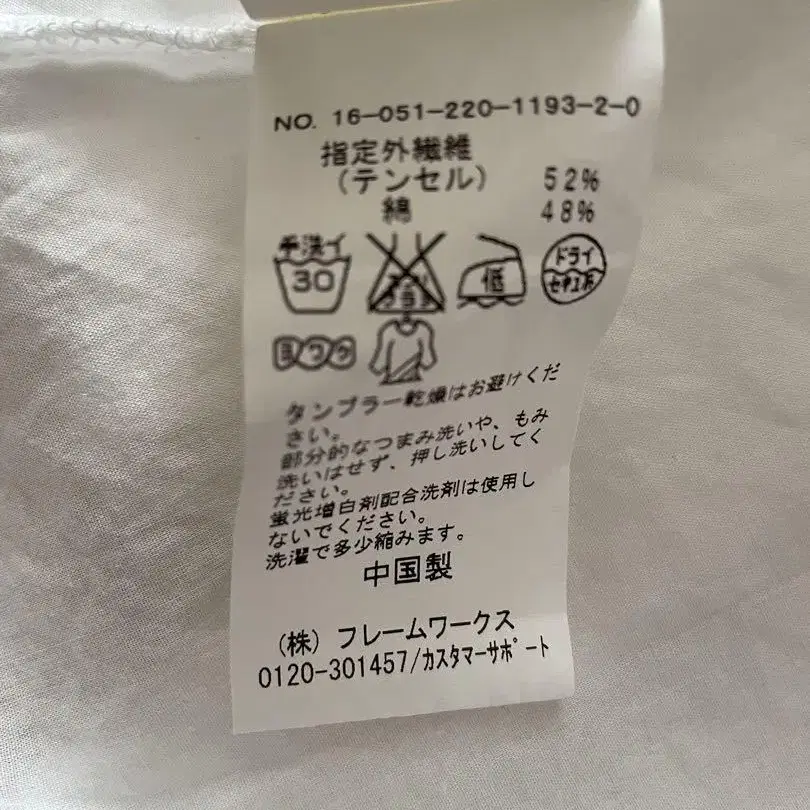 NO. 16-051-220-1193-2-0
指定外繊維
(テンセル) 52%
綿 48%
手洗イ
30
低
ドライ
セキユ系
ヨワク
タンブラー乾燥はお避けくだ
さい。
部分的なつまみ洗いや、もみ
洗いはせず、押し洗いしてく
ださい。
蛍光増白剤配合洗剤は使用し
ないでください。
洗濯で多少縮みます。
中国製
(株) フレームワークス
0120-301457/カスタマーサポート